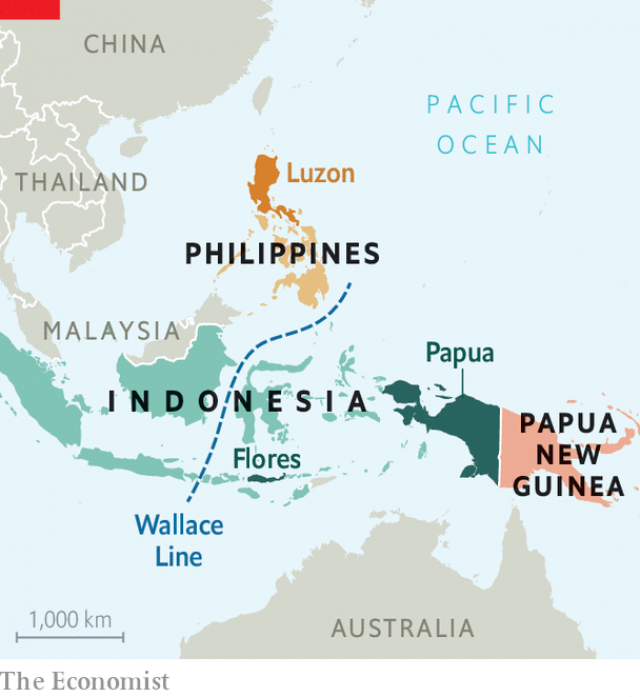 CHINA
PACIFIC
OCEAN
THAILAND
Luzon
PHILIPPINES
MALAYSIA
Papua
INDONESIA
PAPUA
NEW
GUINEA
Flores
Wallace
Line
1,000 km
AUSTRALIA
The Economist